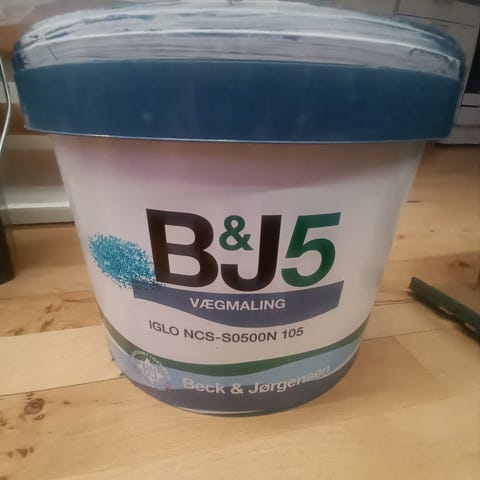 B&J5
VÆGMALING
IGLO NCS-S0500N 105
Beck & Jørgensen